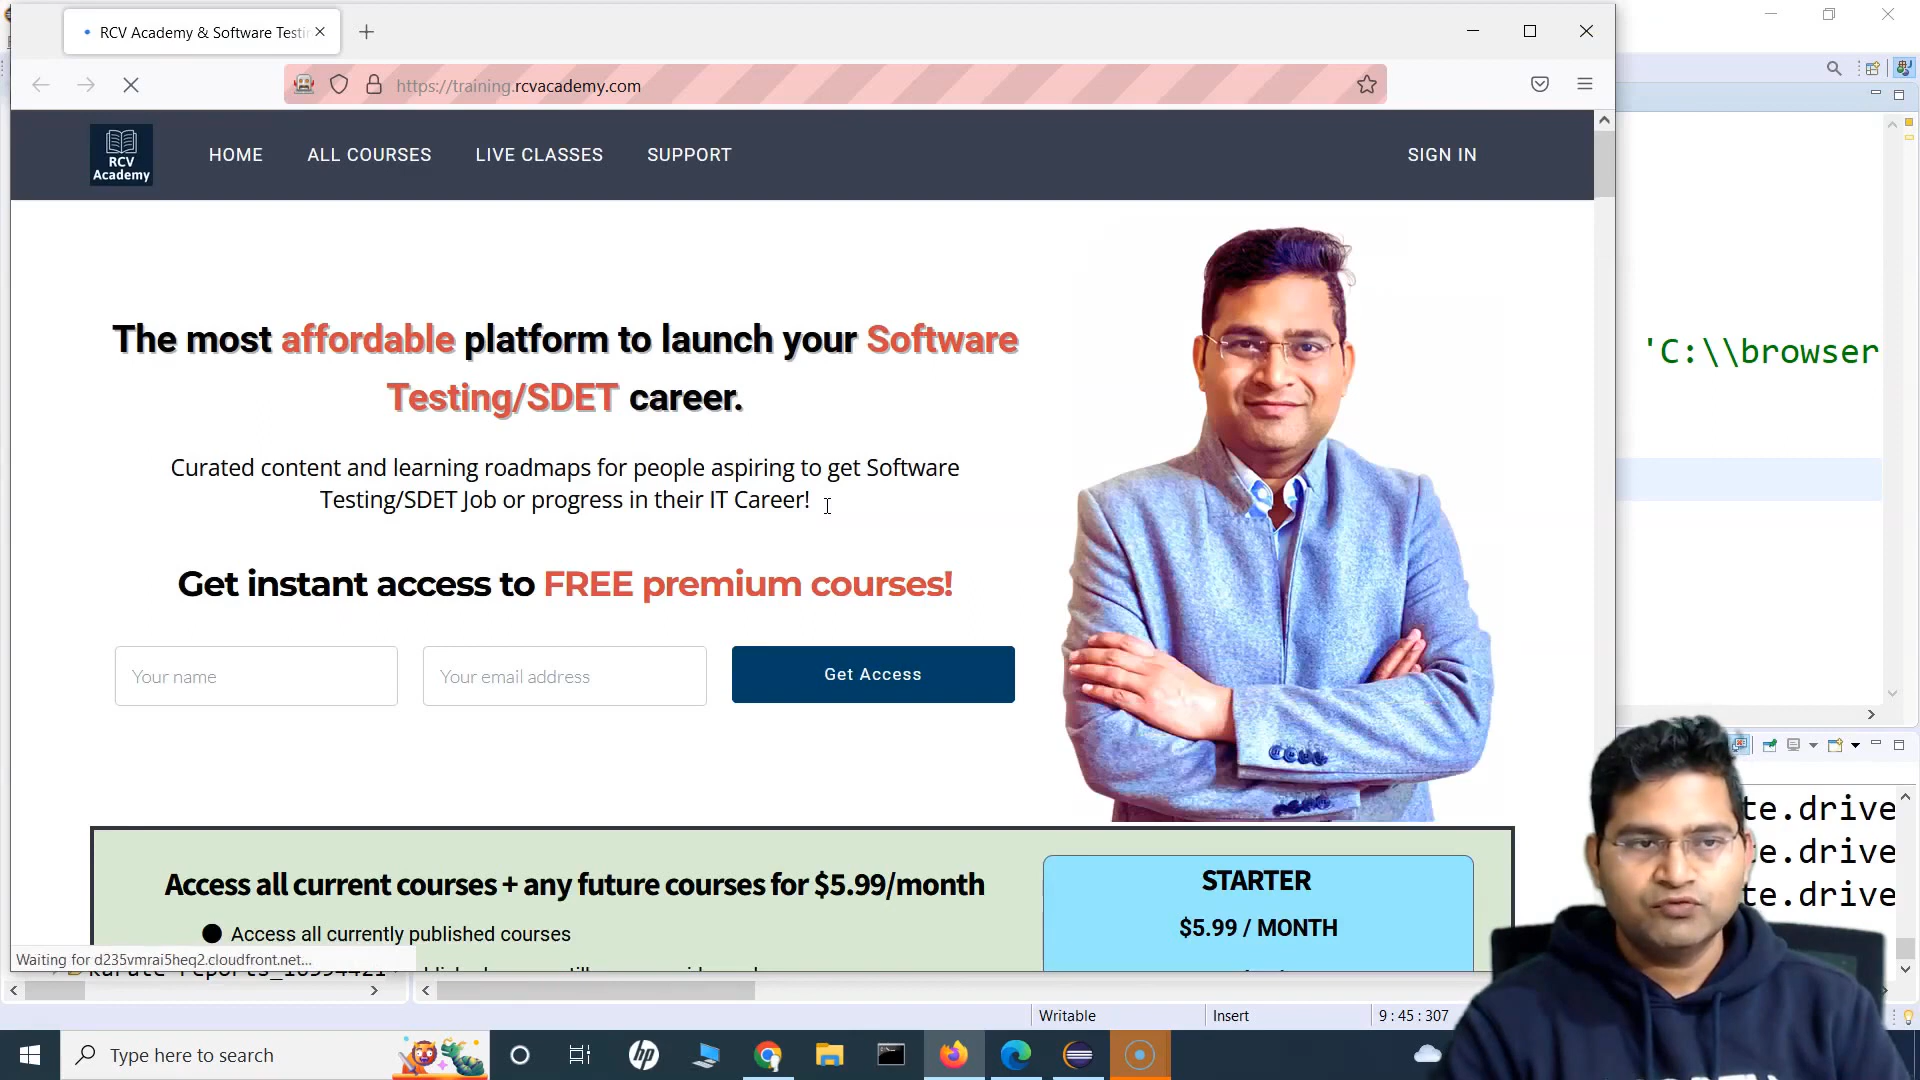 RCV Academy & Software Testi
https://training.rcvacademy.com
RCV
Academy
HOME
ALL COURSES
LIVE CLASSES
SUPPORT
SIGN IN
The most affordable platform to launch your Software
Testing/SDET career.
Curated content and learning roadmaps for people aspiring to get Software
Testing/SDET Job or progress in their IT Career!
Get instant access to FREE premium courses!
Your name
Your email address
Get Access
'C:\\browser
Access all current courses + any future courses for $5.99/month
Access all currently published courses
STARTER
$5.99 / MONTH
te.drive
te.drive
te.drive
Waiting for d235vmrai5heq2.cloudfront.net...
Writable
Insert
9 : 45 : 307
Type here to search
hp